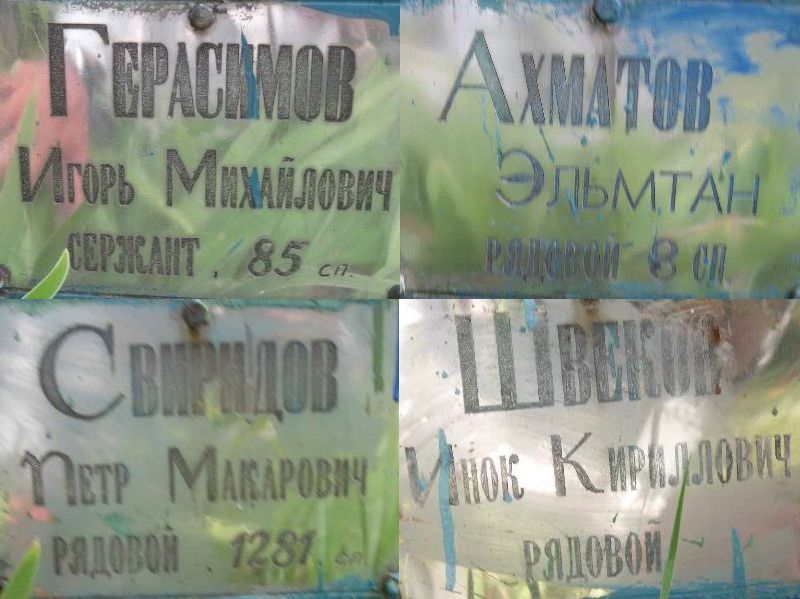 Герасимов
Игорь Михайлович
сержант. 85 сп.
Ахматов
Эльмтан
рядовой 8 сп
Свиридов
Петр Макарович
рядовой. 1281. сп.
Швеков
Инок Кириллович
рядовой